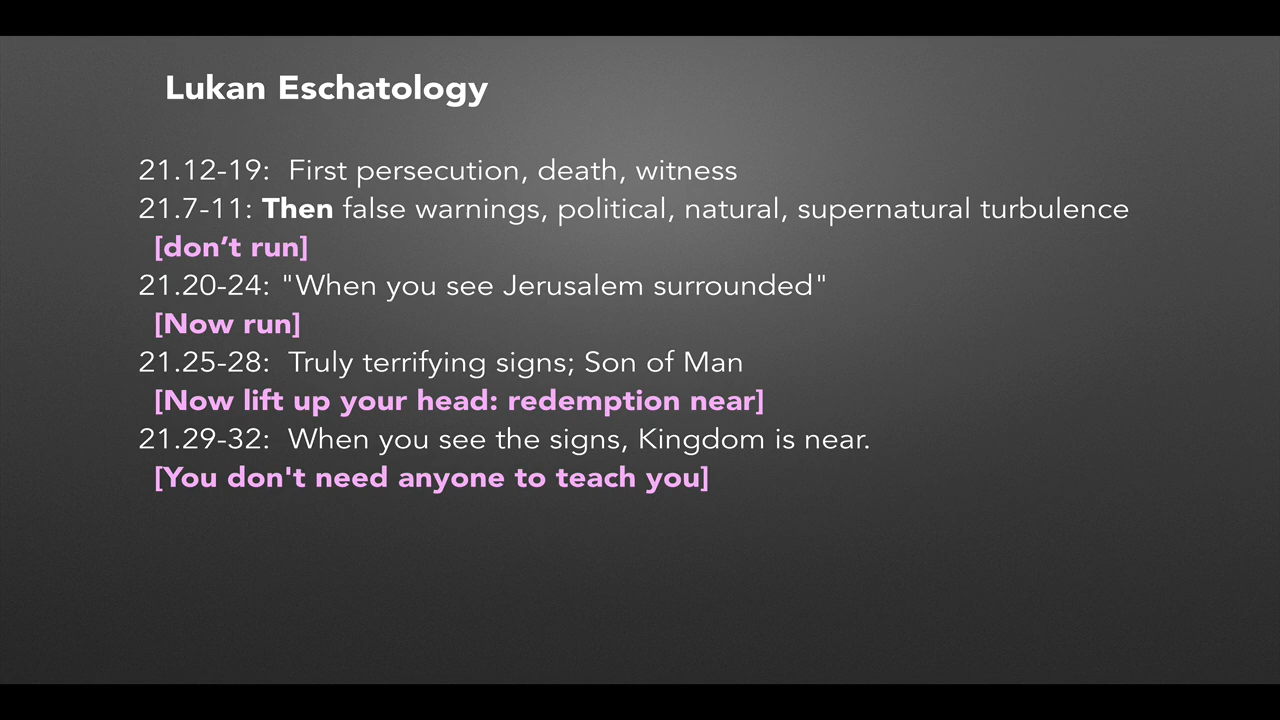 Lukan Eschatology
21.12-19:  First persecution, death, witness
21.7-11: Then false warnings, political, natural, supernatural turbulence
[don’t run]
21.20-24: "When you see Jerusalem surrounded"
[Now run]
21.25-28:  Truly terrifying signs; Son of Man
[Now lift up your head: redemption near]
21.29-32:  When you see the signs, Kingdom is near.
[You don't need anyone to teach you]